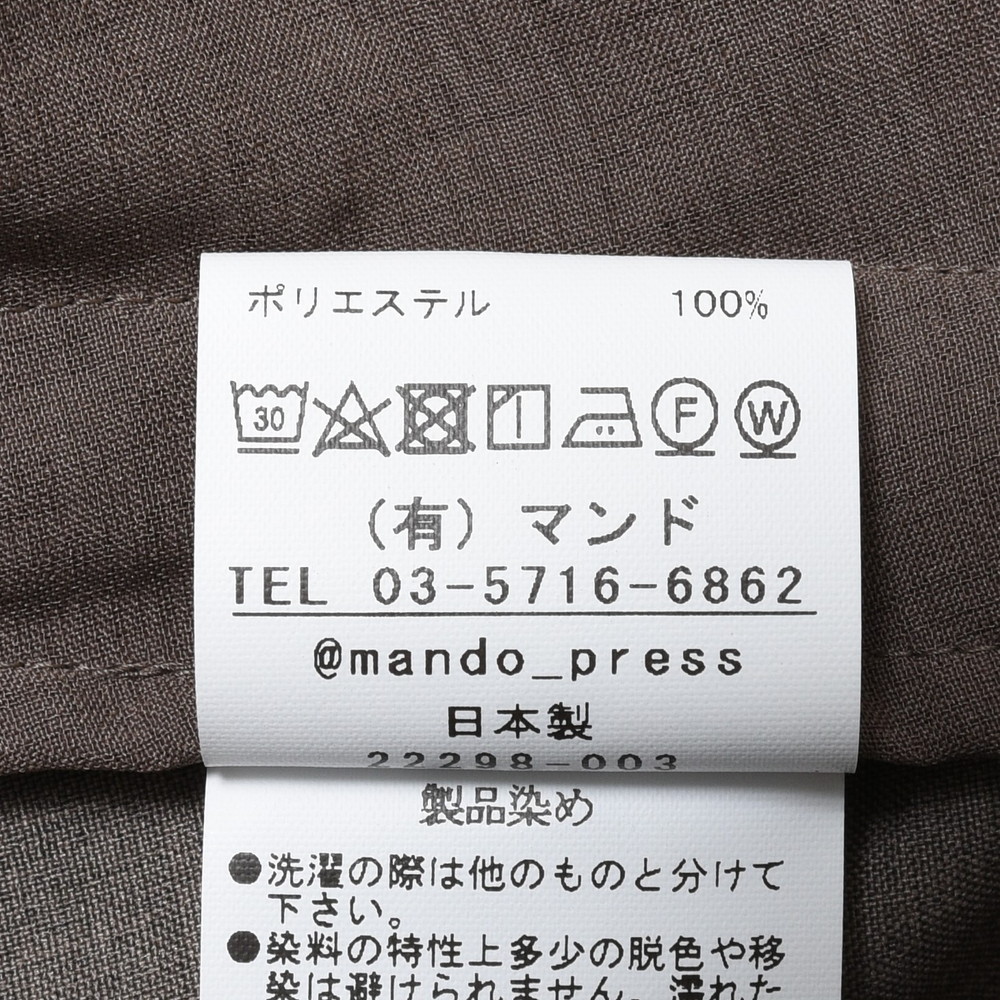 ポリエステル 100%
30 F W
(有) マンド
TEL 03-5716-6862
@mando_press
日本製
22298-003
製品染め
●洗濯の際は他のものと分けて
下さい。
●染料の特性上多少の脱色や移
染は避けられません。濡れた